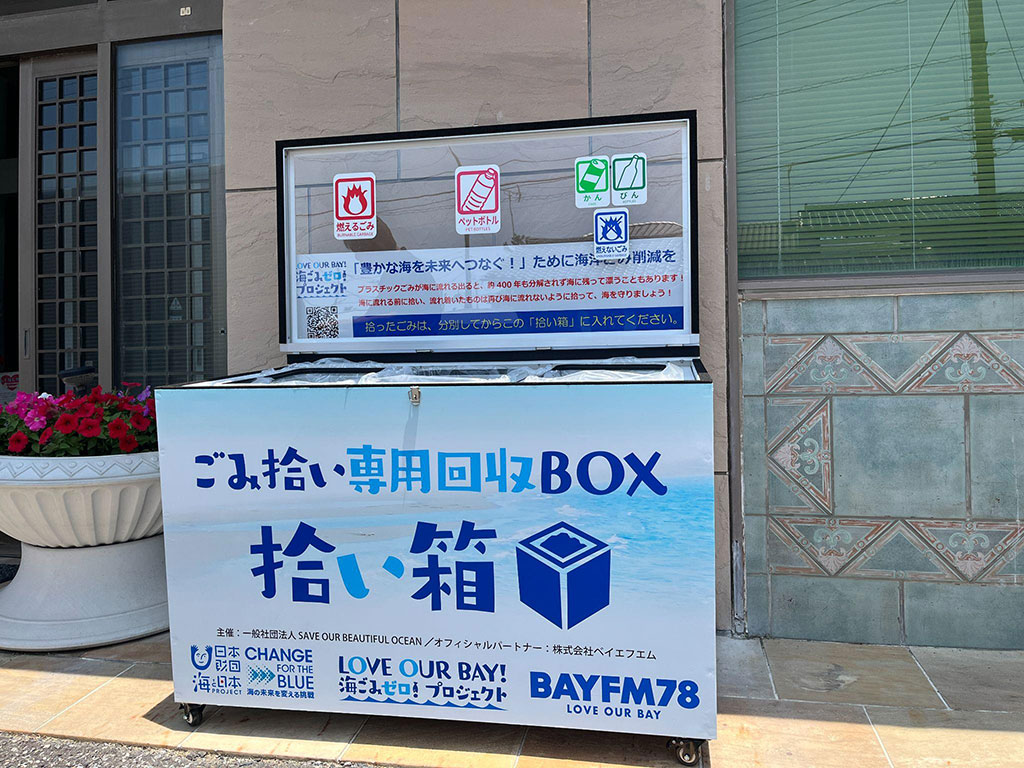 燃えるごみ
BURNABLE GARBAGE
ペットボトル
PET BOTTLES
かん
CANS
びん
BOTTLES
燃えないごみ
LOVE OUR BAY!
海ごみゼロ
プロジェクト
「豊かな海を未来へつなぐ！」ために海洋ごみ削減を
プラスチックごみが海に流れる出ると、約400年も分解されず海に残って漂うこともあります！
海に流れる前に拾い、流れ着いたものは再び海に流れないように拾って、海を守りましょう！
拾ったごみは、分別してからこの「拾い箱」に入れてください。
ごみ拾い専用回収BOX
拾い箱
主催：一般社団法人 SAVE OUR BEAUTIFUL OCEAN ／オフィシャルパートナー：株式会社ベイエフエム
日本
財団
海と日本
PROJECT
CHANGE
FOR THE
BLUE
海の未来を変える挑戦
LOVE OUR BAY!
海ごみゼロ プロジェクト
BAYFM78
LOVE OUR BAY